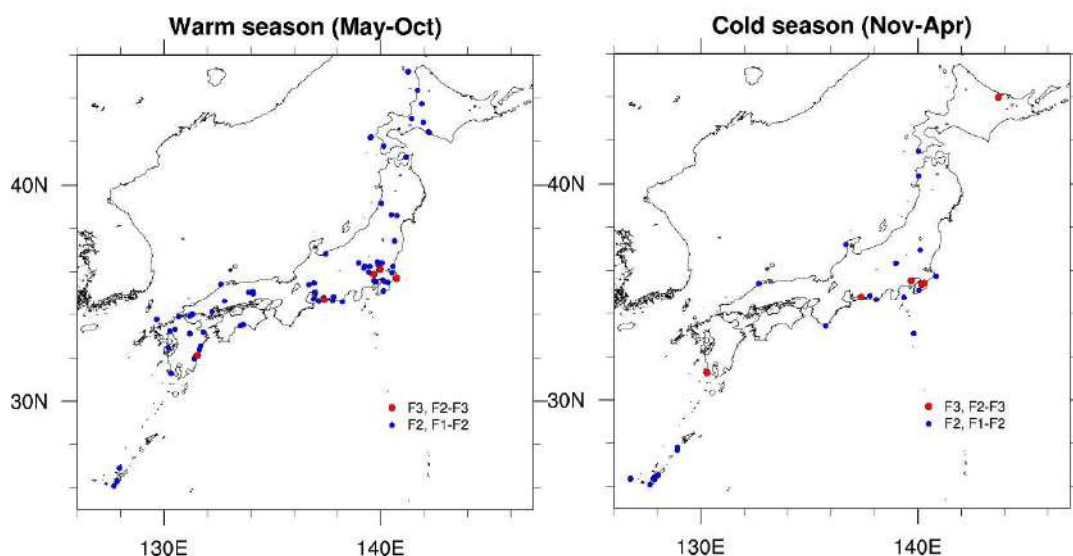 Warm season (May-Oct)
Cold season (Nov-Apr)
40N
30N
130E
140E
F3, F2-F3
F2, F1-F2
40N
30N
130E
140E
F3, F2-F3
F2, F1-F2